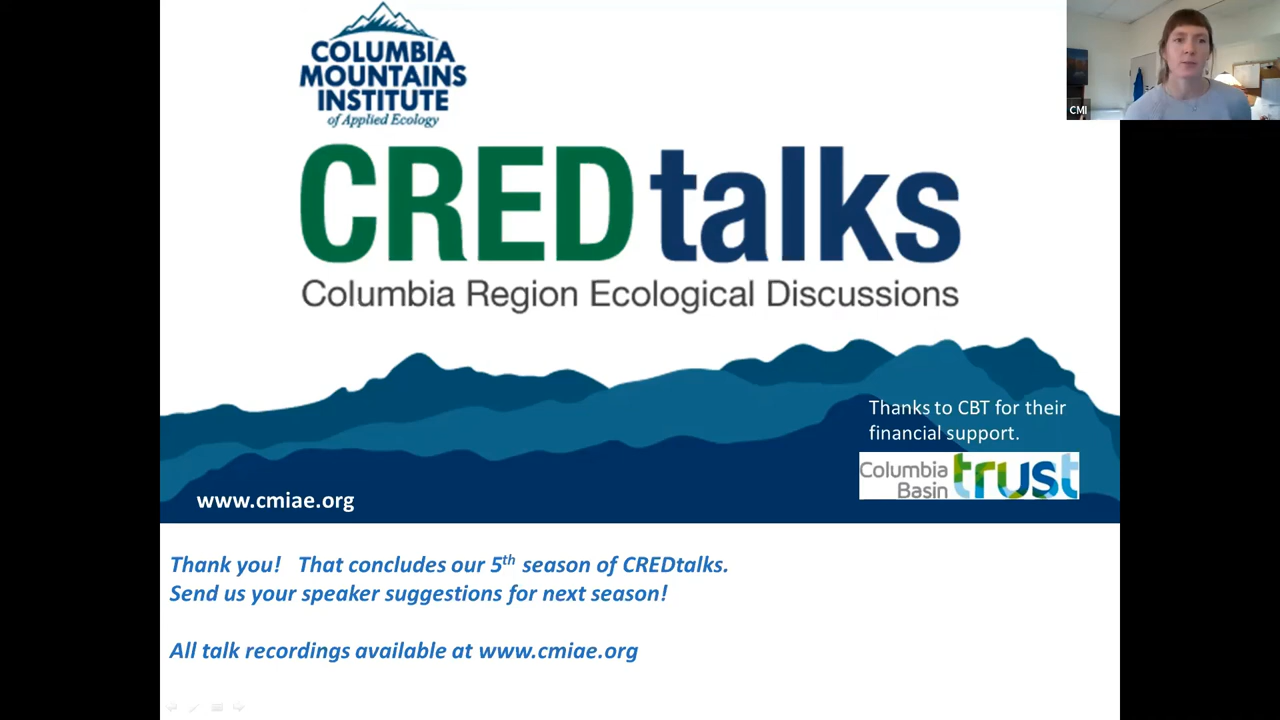 COLUMBIA
MOUNTAINS
INSTITUTE
of Applied Ecology
CMI
CREDtalks
Columbia Region Ecological Discussions
Thanks to CBT for their
financial support.
Columbia
Basin
trust
www.cmiae.org
Thank you! That concludes our 5th season of CREDtalks.
Send us your speaker suggestions for next season!
All talk recordings available at www.cmiae.org